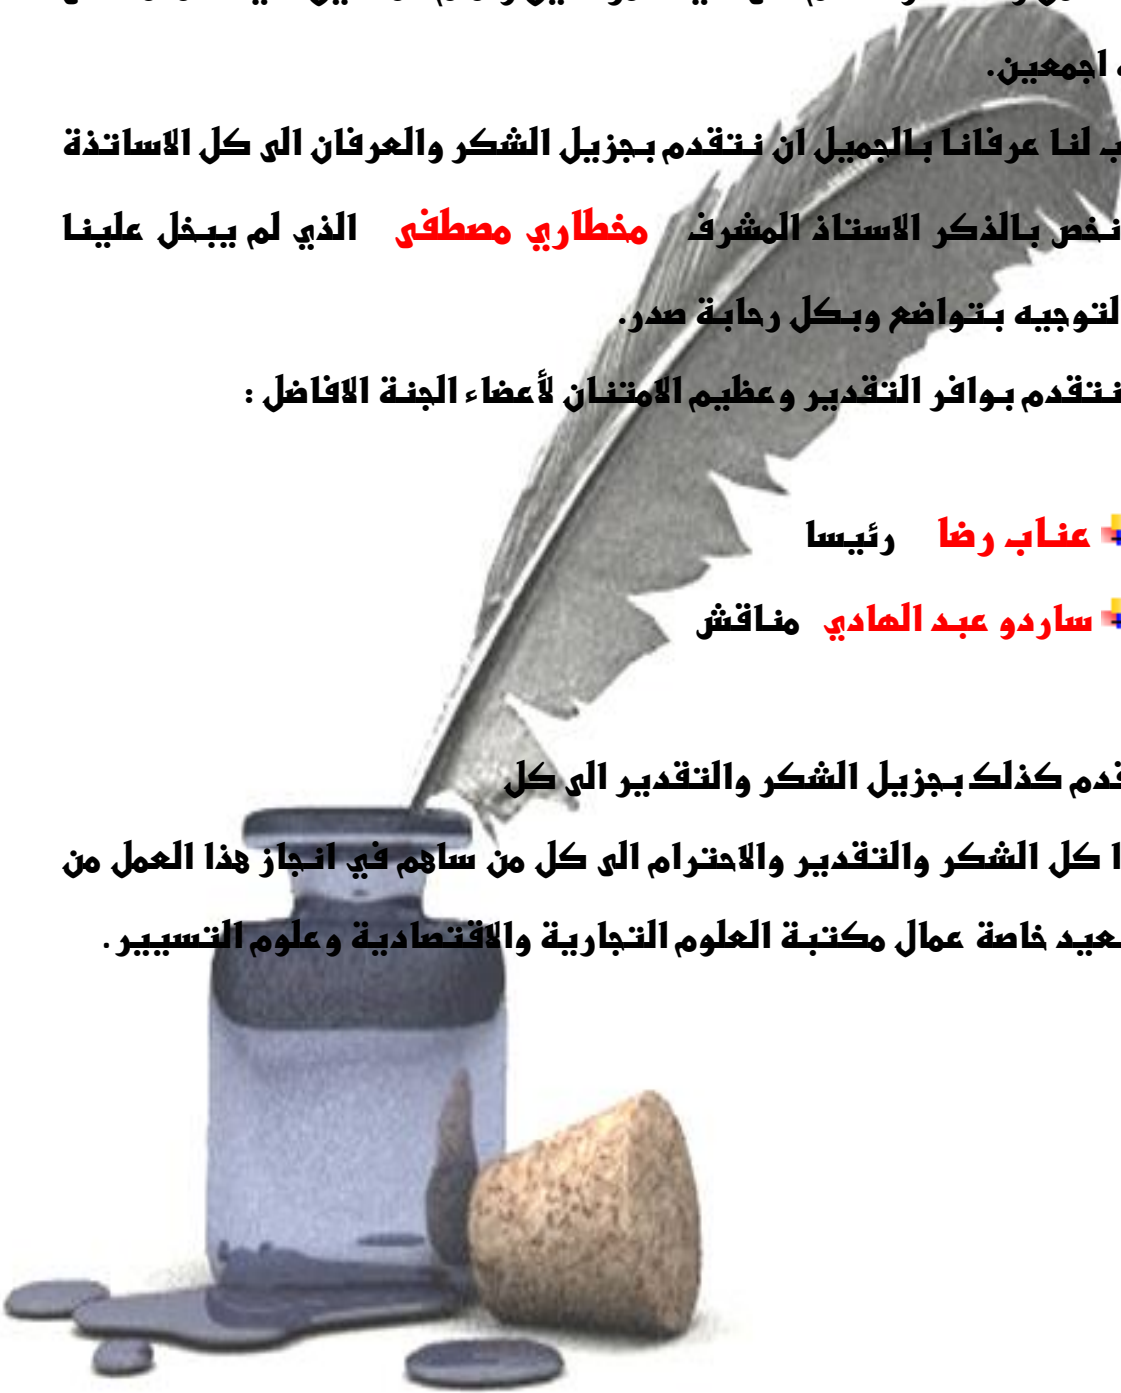 اجمعين.
لنا عرفانا بالجميل ان نتقدم بجزيل الشكر والعرفان الى كل الاساتذة
نخص بالذكر الاستاذ المشرف مخطاري مصطفى الذي لم يبخل علينا
لتوجيه بتواضع وبكل رحابة صدر.
نتقدم بوافر التقدير وعظيم الامتنان لأعضاء الجنة الافاضل :
عناب رضا رئيسا
ساردو عبد الهادي مناقش
قدم كذلك بجزيل الشكر والتقدير الى كل
ا كل الشكر والتقدير والاحترام الى كل من ساهم في انجاز هذا العمل من
عيد خاصة عمال مكتبة العلوم التجارية والاقتصادية وعلوم التسيير .